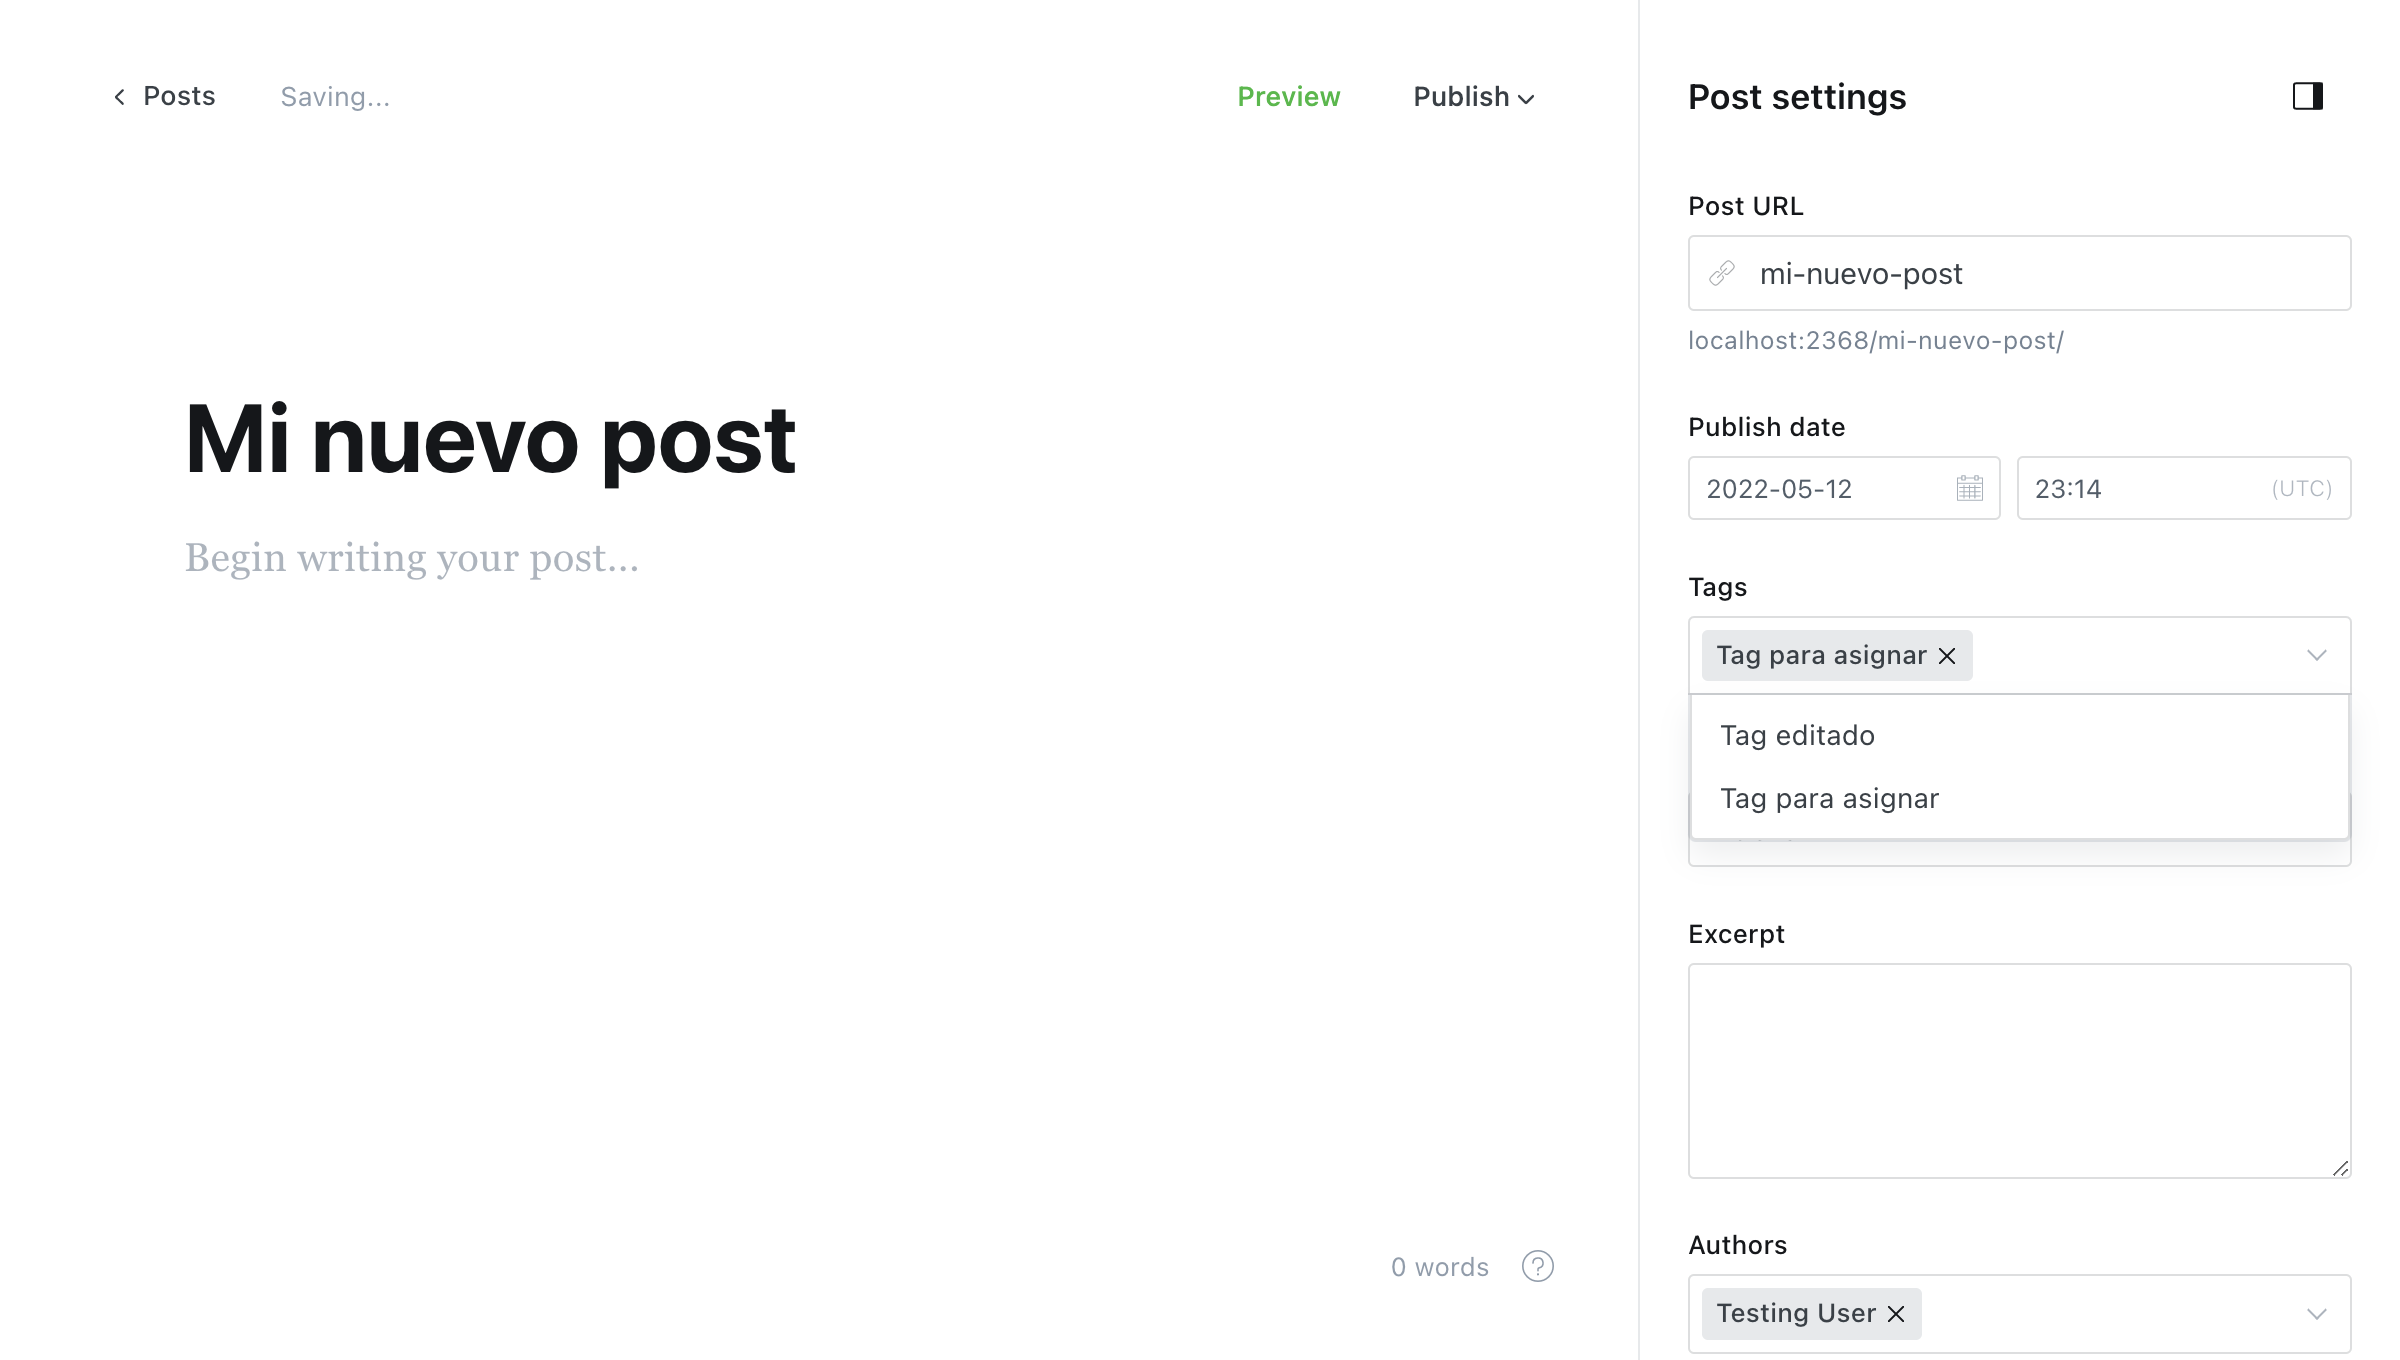 Posts
Saving...
Preview
Publish
Post settings
Post URL
mi-nuevo-post
localhost:2368/mi-nuevo-post/
Publish date
2022-05-12
23:14
(UTC)
Mi nuevo post
Begin writing your post...
Tags
Tag para asignar
Tag editado
Tag para asignar
Excerpt
0 words
?
Authors
Testing User